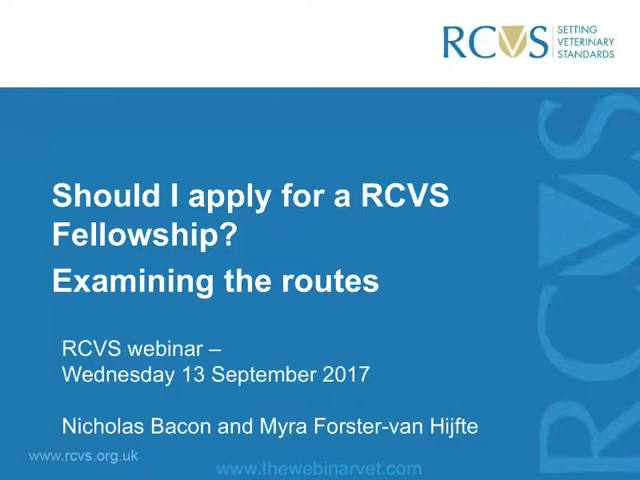 RCVS
SETTING
VETERINARY
STANDARDS
Should I apply for a RCVS
Fellowship?
Examining the routes
RCVS webinar –
Wednesday 13 September 2017
Nicholas Bacon and Myra Forster-van Hijfte
www.rcvs.org.uk
www.thewebinarvet.com
RCVS